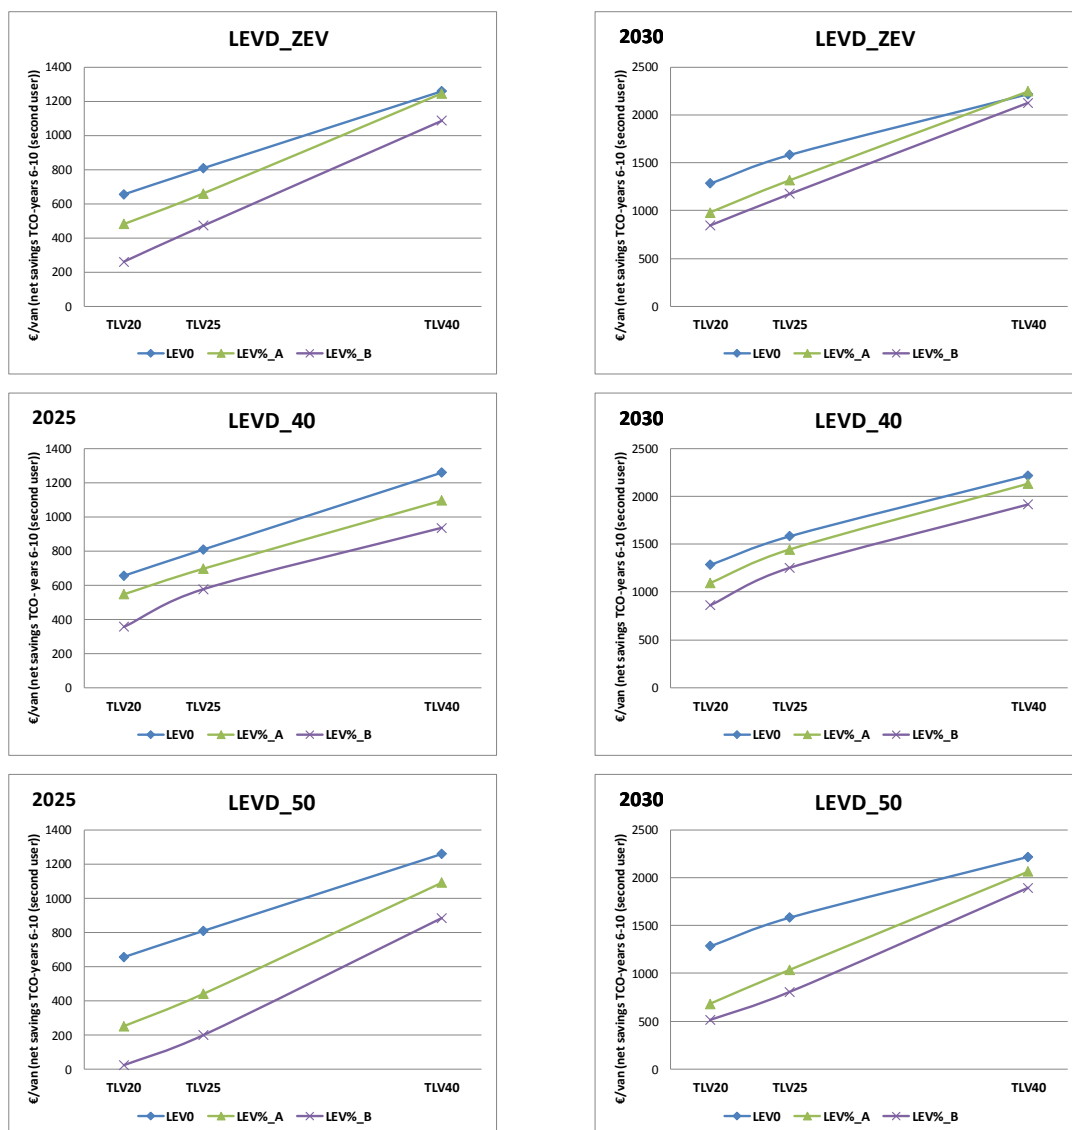 LEVD_ZEV
€/van (net savings TCO-years 6-10 (second user))
1400
1200
1000
800
600
400
200
0
TLV20 TLV25 TLV40
LEV0 LEV%_A LEV%_B
2030 LEVD_ZEV
€/van (net savings TCO-years 6-10 (second user))
2500
2000
1500
1000
500
0
TLV20 TLV25 TLV40
LEV0 LEV%_A LEV%_B
2025 LEVD_40
€/van (net savings TCO- years 6-10 (second user))
1400
1200
1000
800
600
400
200
0
TLV20 TLV25 TLV40
LEV0 LEV%_A LEV%_B
2030 LEVD_40
€/van (net savings TCO-years 6-10 (second user))
2500
2000
1500
1000
500
0
TLV20 TLV25 TLV40
LEV0 LEV%_A LEV%_B
2025 LEVD_50
€/van (net savings TCO-years 6-10 (second user))
1400
1200
1000
800
600
400
200
0
TLV20 TLV25 TLV40
LEV0 LEV%_A LEV%_B
2030 LEVD_50
€/van (net savings TCO-years 6-10 (second user))
2500
2000
1500
1000
500
0
TLV20 TLV25 TLV40
LEV0 LEV%_A LEV%_B